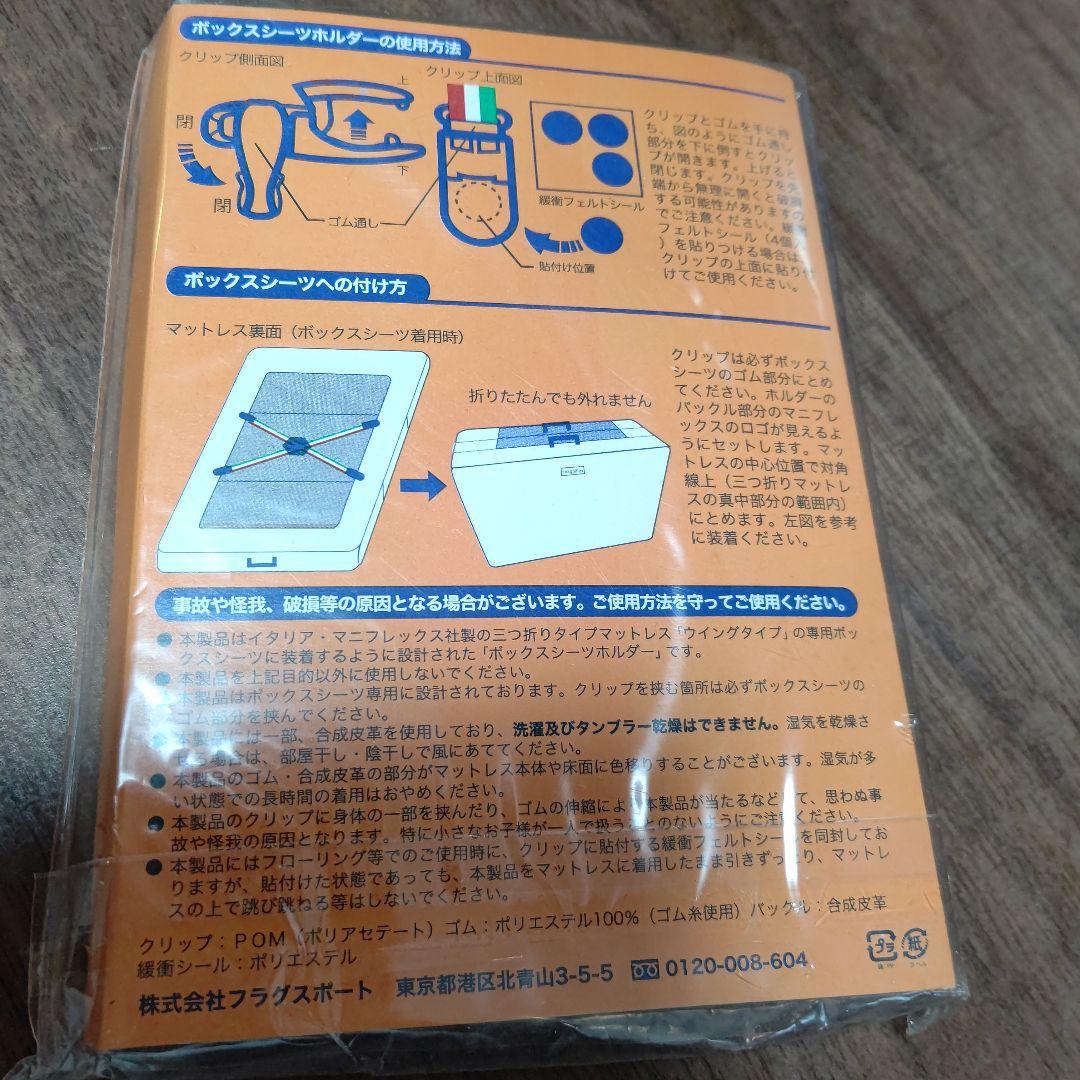 ボックスシーツホルダーの使用方法
クリップ側面図
クリップ上面図
上
閉
下
閉
ゴム通し
緩衝フェルトシール
貼付け位置
クリップとゴムを手に持
ち、図のようにゴム通し
部分を下に倒すとクリッ
プが開きます。上げると
閉じます。クリップを先
端から無理に開くと破損
する可能性がありますの
でご注意ください。緩衝
フェルトシール（4個入
）を貼りつける場合は、
クリップの上面に貼り付
けてご使用ください。
ボックスシーツへの付け方
マットレス裏面（ボックスシーツ着用時）
折りたたんでも外れません
クリップは必ずボックス
シーツのゴム部分にとめ
てください。ホルダーの
バックル部分のマニフレ
ックスのロゴが見えるよ
うにセットします。マッ
トレスの中心位置で対角
線上（三つ折りマットレ
スの真中部分の範囲内）
にとめます。左図を参考
に装着ください。
事故や怪我、破損等の原因となる場合がございます。ご使用方法を守ってご使用ください。
● 本製品はイタリア・マニフレックス社製の三つ折りタイプマットレス「ウイングタイプ」の専用ボッ
クスシーツに装着するように設計された「ボックスシーツホルダー」です。
● 本製品を上記目的以外に使用しないでください。
● 本製品はボックスシーツ専用に設計されております。クリップを挟む箇所は必ずボックスシーツの
ゴム部分を挟んでください。
● 本製品には一部、合成皮革を使用しており、洗濯及びタンブラー乾燥はできません。湿気を乾燥さ
せる場合は、部屋干し・陰干しで風にあててください。
● 本製品のゴム・合成皮革の部分がマットレス本体や床面に色移りすることがございます。湿気が多
い状態での長時間の着用はおやめください。
● 本製品のクリップに身体の一部を挟んだり、ゴムの伸縮により本製品が当たるなどして、思わぬ事
故や怪我の原因となります。特に小さなお子様が一人で扱うことのないようにご注意ください。
● 本製品にはフローリング等でのご使用時に、クリップに貼付する緩衝フェルトシールを同封してお
りますが、貼付けた状態であっても、本製品をマットレスに着用したまま引きずったり、マットレ
スの上で跳び跳ねる等はしないでください。
クリップ：POM（ポリアセテート）ゴム：ポリエステル100%（ゴム糸使用）バックル：合成皮革
緩衝シール：ポリエステル
株式会社フラグスポート 東京都港区北青山3-5-5 0120-008-604
プラ
紙